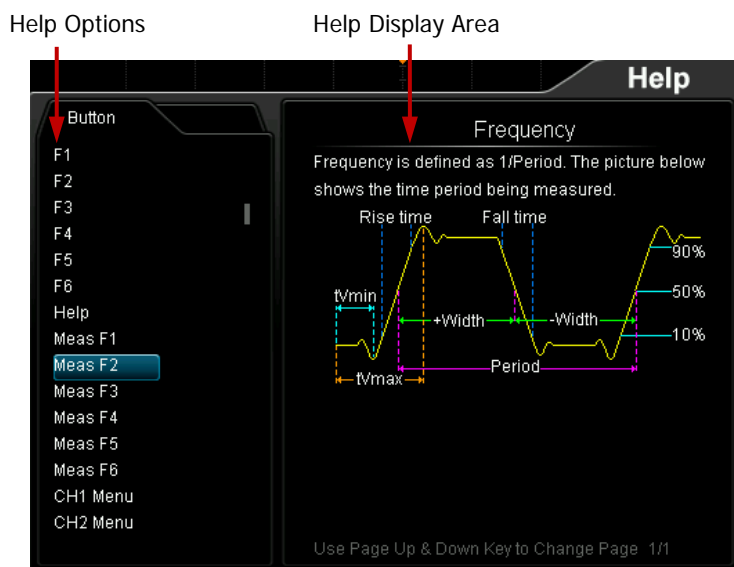 Help Options
Help Display Area
Help
Button
F1
F2
F3
F4
F5
F6
Help
Meas F1
Meas F2
Meas F3
Meas F4
Meas F5
Meas F6
CH1 Menu
CH2 Menu
Frequency
Frequency is defined as 1/Period. The picture below
shows the time period being measured.
Rise time Fall time
90%
tVmin
50%
+Width
-Width
10%
Period
tVmax
Use Page Up & Down Key to Change Page 1/1